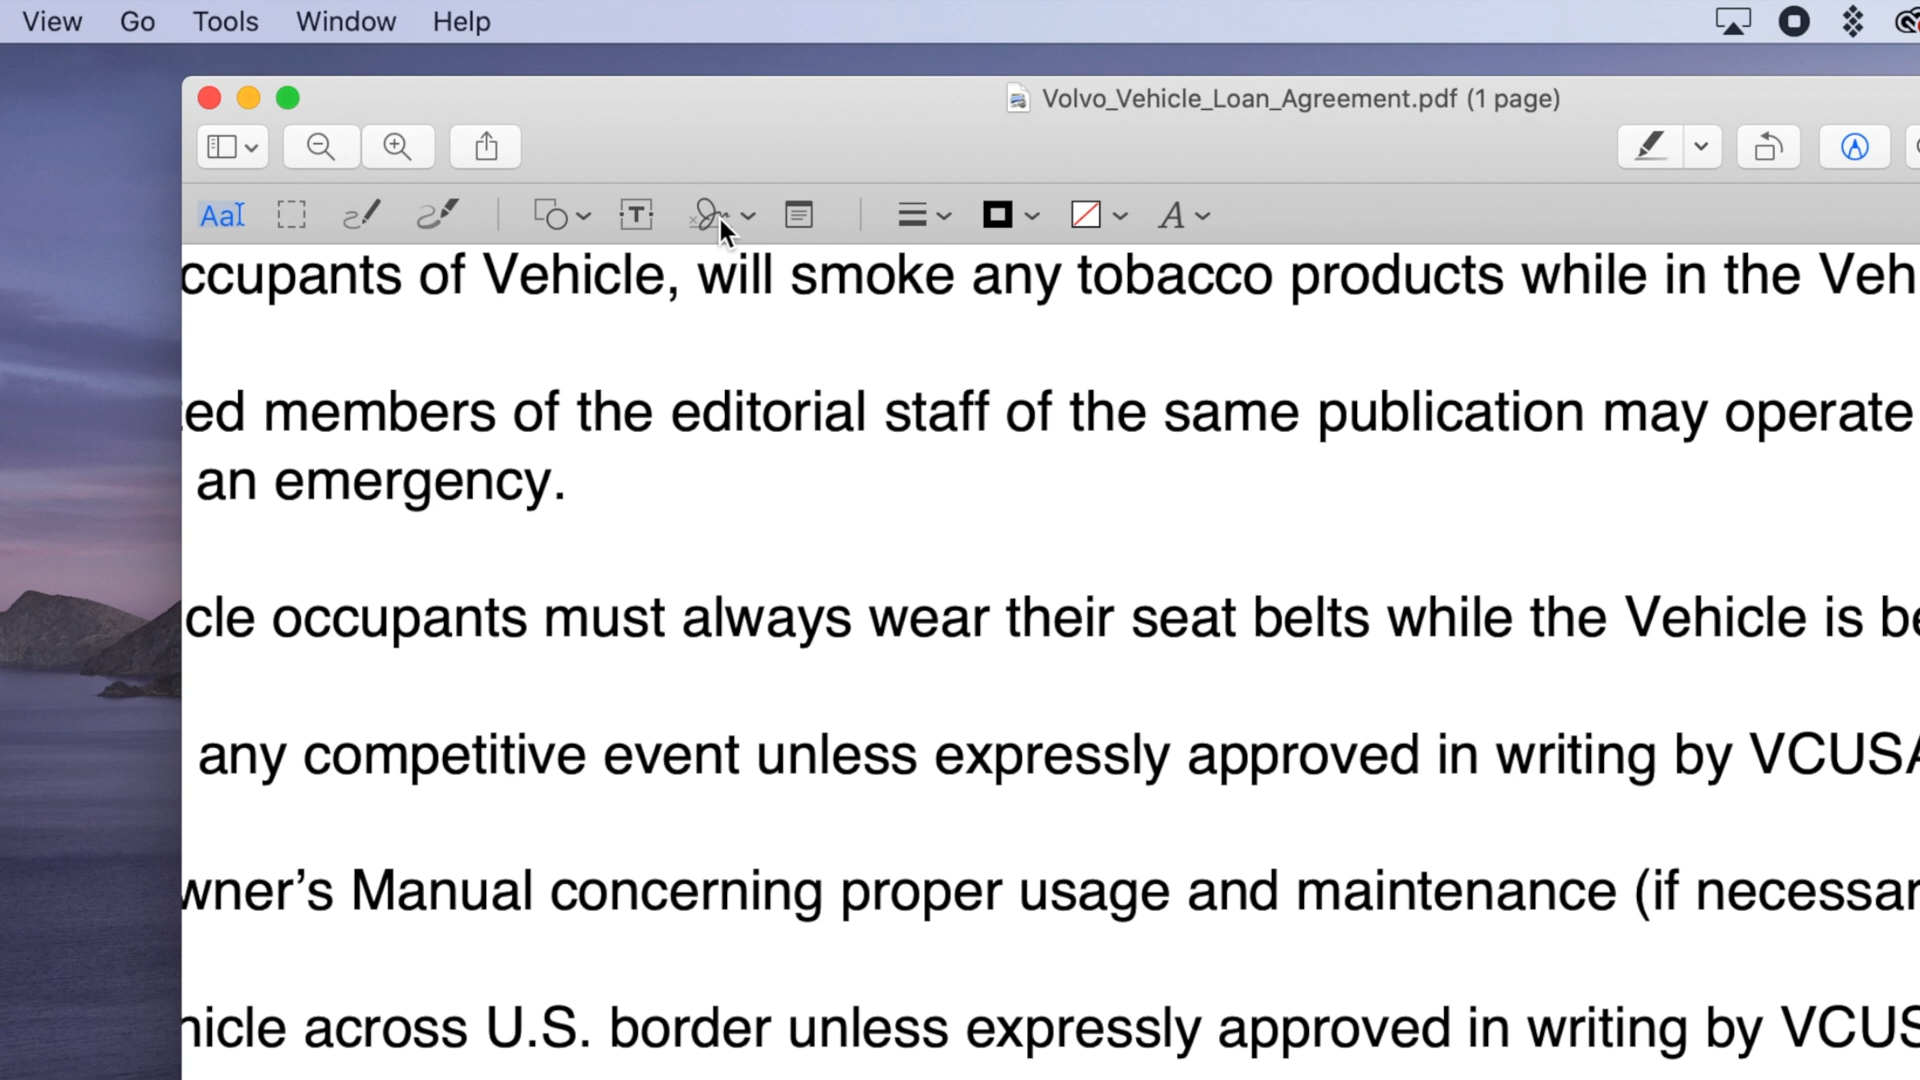 View Go Tools Window Help
Volvo_Vehicle_Loan_Agreement.pdf (1 page)
AaI T A
ccupants of Vehicle, will smoke any tobacco products while in the Veh
ed members of the editorial staff of the same publication may operate
an emergency.
cle occupants must always wear their seat belts while the Vehicle is be
any competitive event unless expressly approved in writing by VCUSA
wner’s Manual concerning proper usage and maintenance (if necessar
hicle across U.S. border unless expressly approved in writing by VCUS